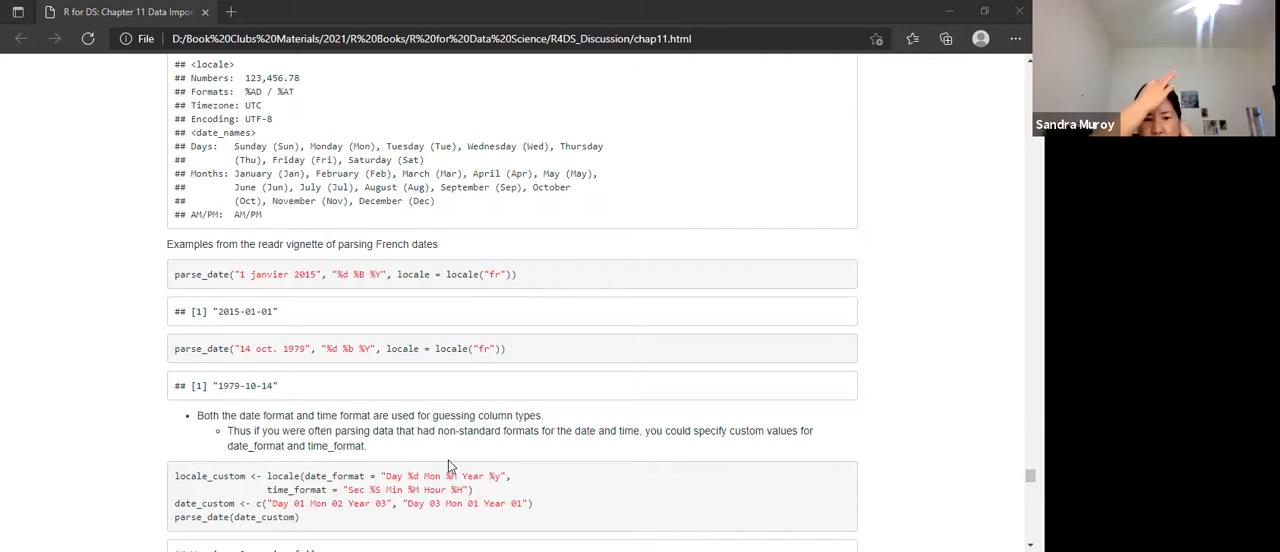 R for DS: Chapter 11 Data Impor
File
D:/Book%20Clubs%20Materials/2021/R%20Books/R%20for%20Data%20Science/R4DS_Discussion/chap11.html
Sandra Muroy
## <locale>
## Numbers:  123,456.78
## Formats:  %AD / %AT
## Timezone: UTC
## Encoding: UTF-8
## <date_names>
## Days:   Sunday (Sun), Monday (Mon), Tuesday (Tue), Wednesday (Wed), Thursday
##         (Thu), Friday (Fri), Saturday (Sat)
## Months: January (Jan), February (Feb), March (Mar), April (Apr), May (May),
##         June (Jun), July (Jul), August (Aug), September (Sep), October
##         (Oct), November (Nov), December (Dec)
## AM/PM:  AM/PM
Examples from the readr vignette of parsing French dates
parse_date("1 janvier 2015", "%d %B %Y", locale = locale("fr"))
## [1] "2015-01-01"
parse_date("14 oct. 1979", "%d %b %Y", locale = locale("fr"))
## [1] "1979-10-14"
• Both the date format and time format are used for guessing column types.
◦ Thus if you were often parsing data that had non-standard formats for the date and time, you could specify custom values for
date_format and time_format.
locale_custom <- locale(date_format = "Day %d Mon %M Year %y",
time_format = "Sec %S Min %M Hour %H")
date_custom <- c("Day 01 Mon 02 Year 03", "Day 03 Mon 01 Year 01")
parse_date(date_custom)